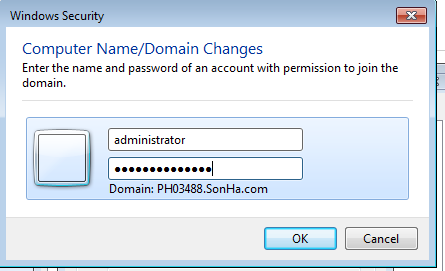 Windows Security
Computer Name/Domain Changes
Enter the name and password of an account with permission to join the
domain.
administrator
●●●●●●●●●●●●●●
Domain: PH03488.SonHa.com
OK
Cancel